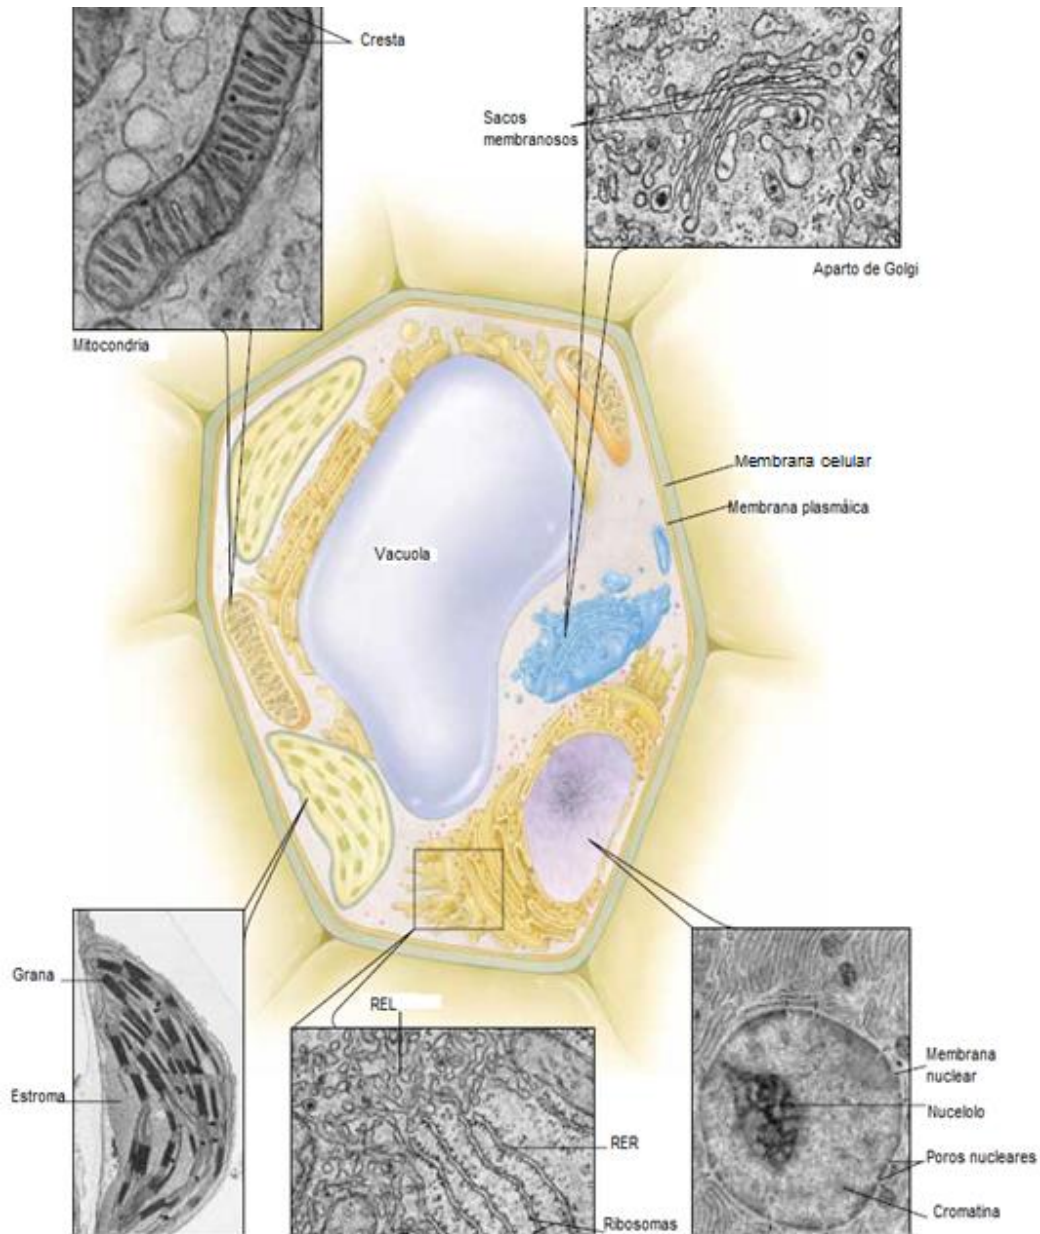 Cresta
Sacos
membranosos
Aparto de Golgi
Mitocondria
Membrana celular
Membrana plasmáica
Vacuola
Grana
REL
Estroma
RER
Ribosomas
Membrana
nuclear
Nucelolo
Poros nucleares
Cromatina